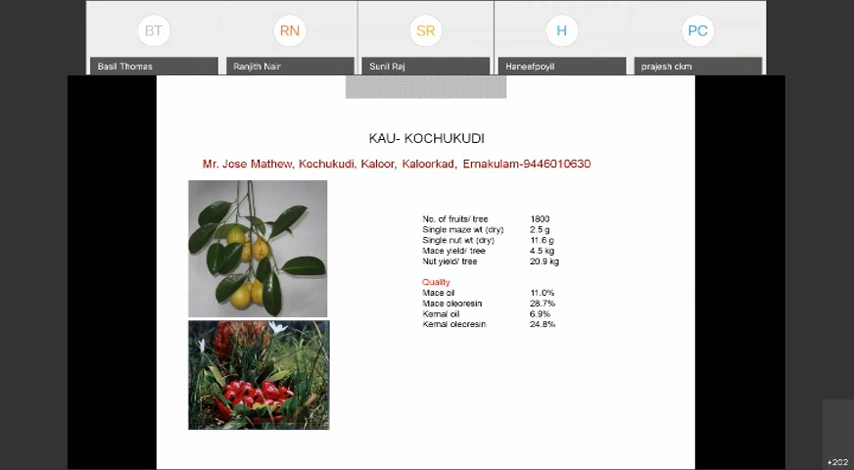 BT
RN
SR
H
PC
Basil Thomas
Ranjith Nair
Sunil Raj
Haneefpoyil
prajesh ckm
KAU- KOCHUKUDI
Mr. Jose Mathew, Kochukudi, Kaloor, Kaloorkad, Ernakulam-9446010630
No. of fruits/ tree 1800
Single maze wt (dry) 2.5 g
Single nut wt (dry) 11.6 g
Mace yield/ tree 4.5 kg
Nut yield/ tree 20.9 kg
Quality
Mace oil 11.0%
Mace oleoresin 28.7%
Kernal oil 6.9%
Kernal oleoresin 24.8%
+202